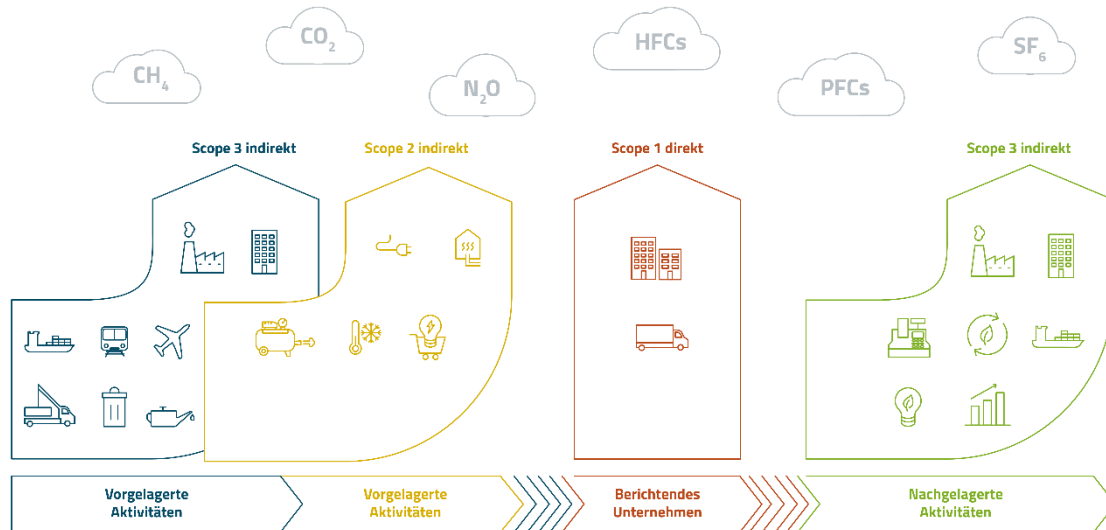 CO₂
HFCs
SF₆
CH₄
N₂O
PFCs
Scope 3 indirekt
Scope 2 indirekt
Scope 1 direkt
Scope 3 indirekt
Vorgelagerte
Aktivitäten
Vorgelagerte
Aktivitäten
Berichtendes
Unternehmen
Nachgelagerte
Aktivitäten